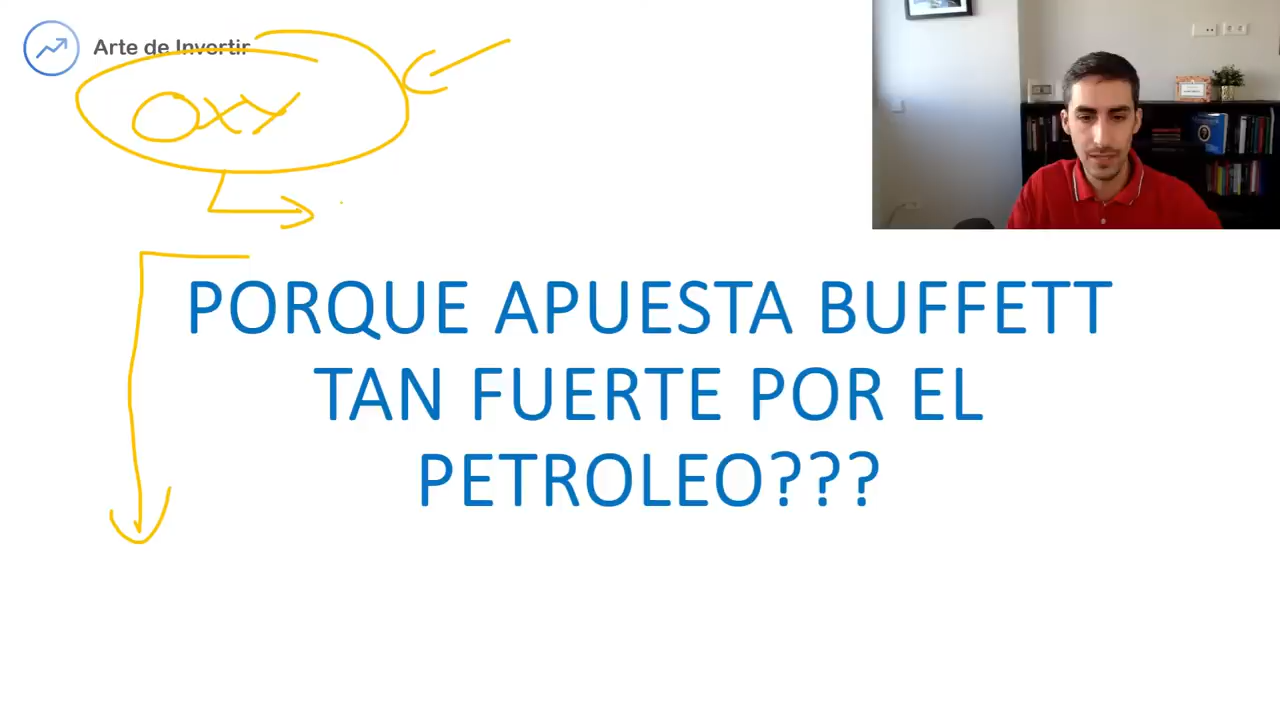 Arte de Invertir
OXY
PORQUE APUESTA BUFFETT
TAN FUERTE POR EL
PETROLEO???